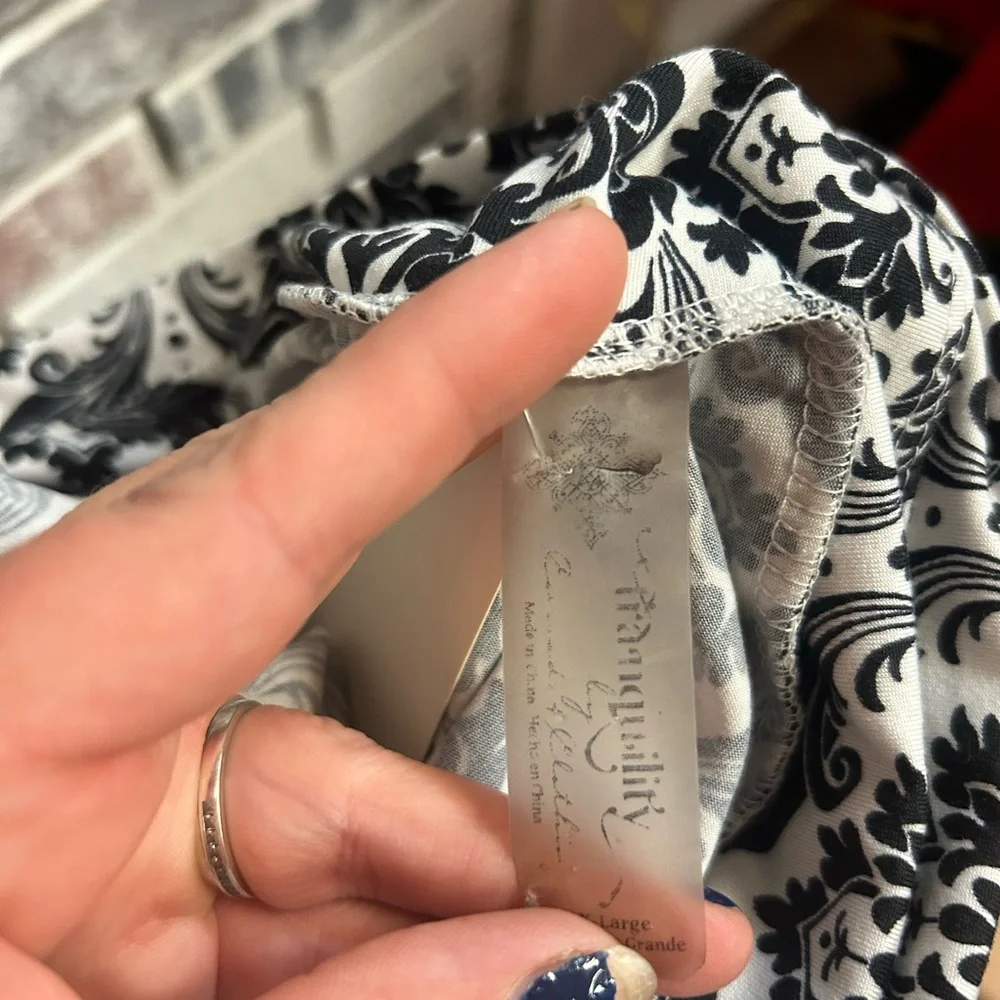 Tranquility
by
Made in China Hecho en China
X-Large
Grande